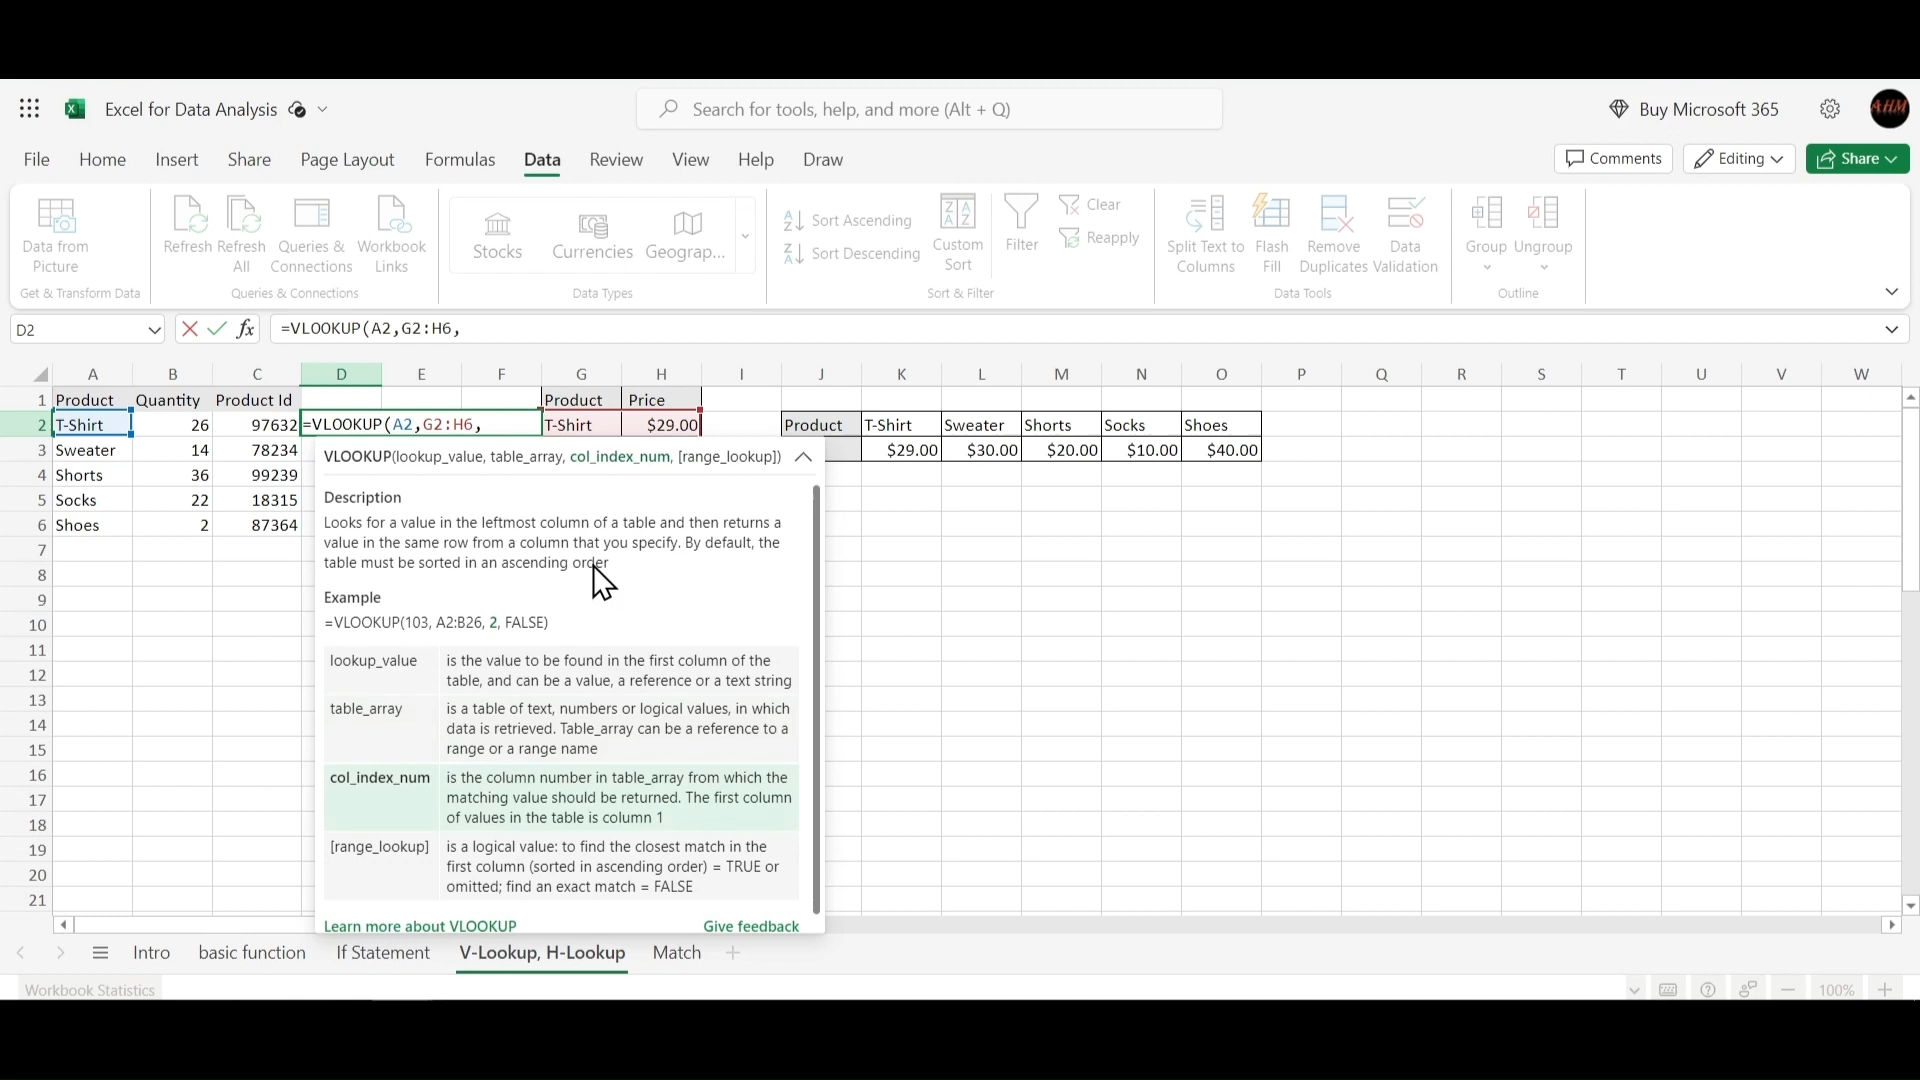 Excel for Data Analysis
Search for tools, help, and more (Alt + Q)
Buy Microsoft 365
AHM
File Home Insert Share Page Layout Formulas Data Review View Help Draw
Comments Editing Share
Data from Picture
Get & Transform Data
Refresh
Refresh All
Queries & Connections
Workbook Links
Queries & Connections
Stocks Currencies Geograp...
Data Types
Sort Ascending
Sort Descending
Custom Sort
Filter
Clear
Reapply
Sort & Filter
Split Text to Columns
Flash Fill
Remove Duplicates
Data Validation
Data Tools
Group Ungroup
Outline
D2 fx =VLOOKUP(A2,G2:H6,
A B C D E F G H I J K L M N O P Q R S T U V W
1 Product Quantity Product Id Product Price
2 T-Shirt 26 97632 =VLOOKUP(A2,G2:H6, T-Shirt $29.00 Product T-Shirt Sweater Shorts Socks Shoes
3 Sweater 14 78234 $29.00 $30.00 $20.00 $10.00 $40.00
4 Shorts 36 99239
5 Socks 22 18315
6 Shoes 2 87364
7
8
9
10
11
12
13
14
15
16
17
18
19
20
21
VLOOKUP(lookup_value, table_array, col_index_num, [range_lookup])
Description
Looks for a value in the leftmost column of a table and then returns a
value in the same row from a column that you specify. By default, the
table must be sorted in an ascending order
Example
=VLOOKUP(103, A2:B26, 2, FALSE)
lookup_value is the value to be found in the first column of the
table, and can be a value, a reference or a text string
table_array is a table of text, numbers or logical values, in which
data is retrieved. Table_array can be a reference to a
range or a range name
col_index_num is the column number in table_array from which the
matching value should be returned. The first column
of values in the table is column 1
[range_lookup] is a logical value: to find the closest match in the
first column (sorted in ascending order) = TRUE or
omitted; find an exact match = FALSE
Learn more about VLOOKUP Give feedback
Intro basic function If Statement V-Lookup, H-Lookup Match
Workbook Statistics 100%